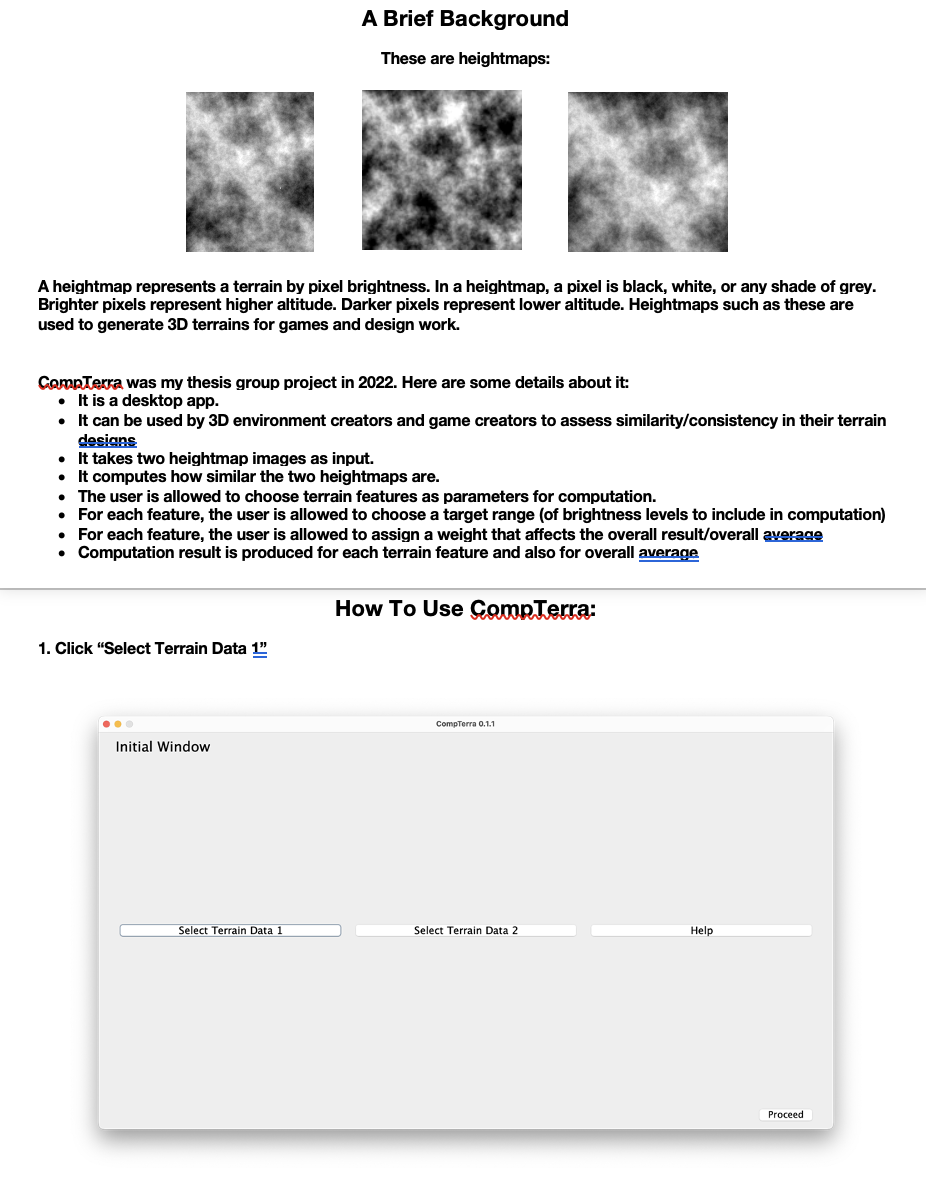 A Brief Background
These are heightmaps:
A heightmap represents a terrain by pixel brightness. In a heightmap, a pixel is black, white, or any shade of grey.
Brighter pixels represent higher altitude. Darker pixels represent lower altitude. Heightmaps such as these are
used to generate 3D terrains for games and design work.
CompTerra was my thesis group project in 2022. Here are some details about it:
• It is a desktop app.
• It can be used by 3D environment creators and game creators to assess similarity/consistency in their terrain
designs
• It takes two heightmap images as input.
• It computes how similar the two heightmaps are.
• The user is allowed to choose terrain features as parameters for computation.
• For each feature, the user is allowed to choose a target range (of brightness levels to include in computation)
• For each feature, the user is allowed to assign a weight that affects the overall result/overall average
• Computation result is produced for each terrain feature and also for overall average
How To Use CompTerra:
1. Click “Select Terrain Data 1”
CompTerra 0.1.1
Initial Window
Select Terrain Data 1
Select Terrain Data 2
Help
Proceed